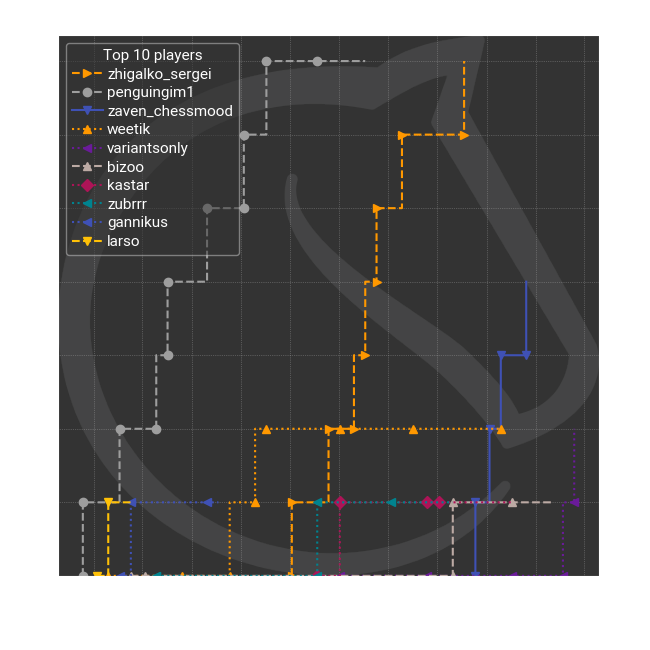 Top 10 players
zhigalko_sergei
penguingim1
zaven_chessmood
weetik
variantsonly
bizoo
kastar
zubrrr
gannikus
larso